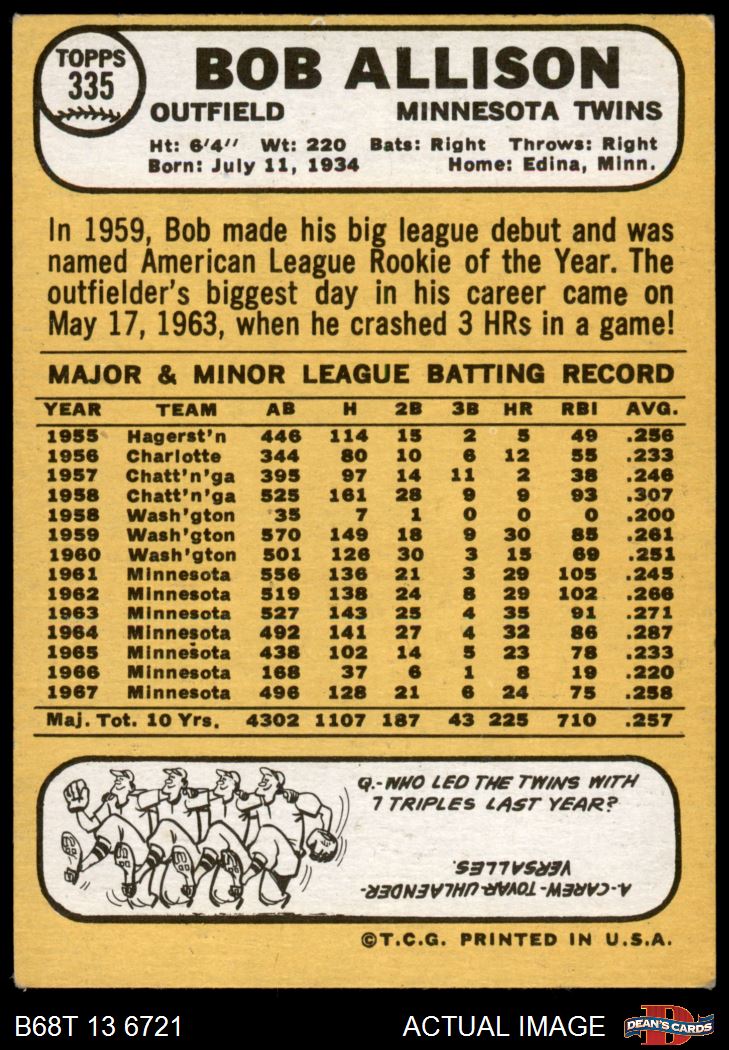 TOPPS
335
BOB ALLISON
OUTFIELD MINNESOTA TWINS
Ht: 6'4" Wt: 220 Bats: Right Throws: Right
Born: July 11, 1934 Home: Edina, Minn.
In 1959, Bob made his big league debut and was
named American League Rookie of the Year. The
outfielder's biggest day in his career came on
May 17, 1963, when he crashed 3 HRs in a game!
MAJOR & MINOR LEAGUE BATTING RECORD
YEAR TEAM AB H 2B 3B HR RBI AVG.
1955 Hagerst'n 446 114 15 2 5 49 .256
1956 Charlotte 344 80 10 6 12 55 .233
1957 Chatt'n'ga 395 97 14 11 2 38 .246
1958 Chatt'n'ga 525 161 28 9 9 93 .307
1958 Wash'gton 35 7 1 0 0 0 .200
1959 Wash'gton 570 149 18 9 30 85 .261
1960 Wash'gton 501 126 30 3 15 69 .251
1961 Minnesota 556 136 21 3 29 105 .245
1962 Minnesota 519 138 24 8 29 102 .266
1963 Minnesota 527 143 25 4 35 91 .271
1964 Minnesota 492 141 27 4 32 86 .287
1965 Minnesota 438 102 14 5 23 78 .233
1966 Minnesota 168 37 6 1 8 19 .220
1967 Minnesota 496 128 21 6 24 75 .258
Maj. Tot. 10 Yrs. 4302 1107 187 43 225 710 .257
Q.-WHO LED THE TWINS WITH
7 TRIPLES LAST YEAR?
A-CAREW-TOVAR-UHLAENDER-
VERSALLES.
©T.C.G. PRINTED IN U.S.A.
B68T 13 6721 ACTUAL IMAGE
D
DEAN'S CARDS